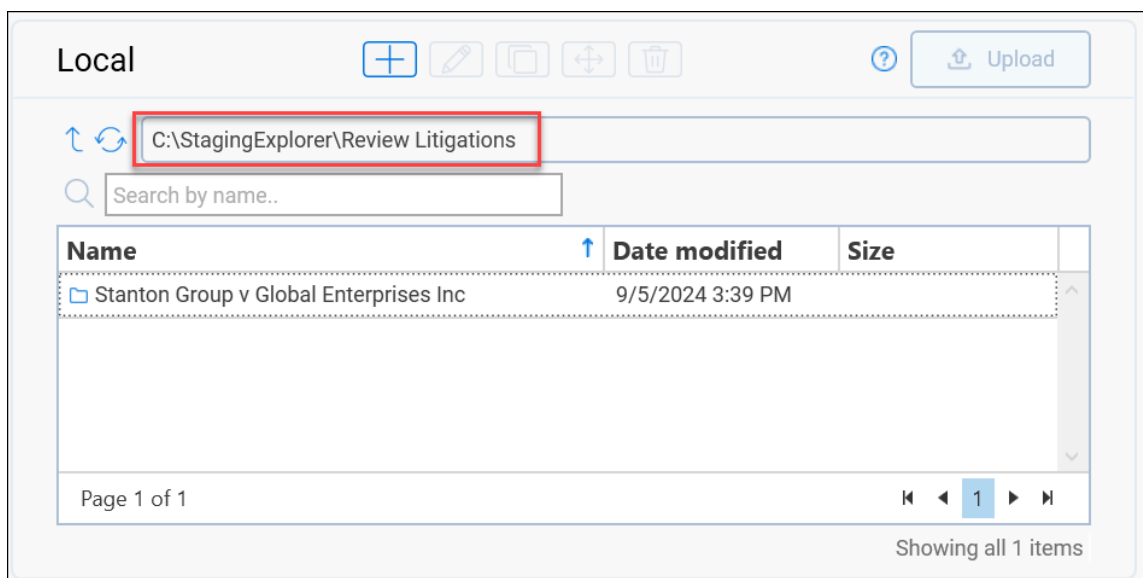 Local
Upload
C:\StagingExplorer\Review Litigations
Search by name..
Name Date modified Size
Stanton Group v Global Enterprises Inc 9/5/2024 3:39 PM
Page 1 of 1 1
Showing all 1 items